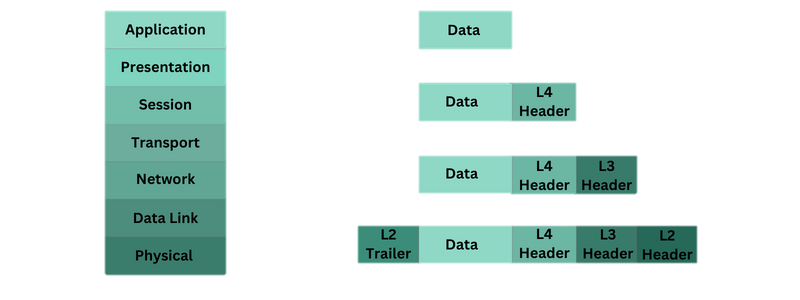 Application
Presentation
Session
Transport
Network
Data Link
Physical
Data
Data
L4
Header
Data
L4
Header
L3
Header
L2
Trailer
Data
L4
Header
L3
Header
L2
Header